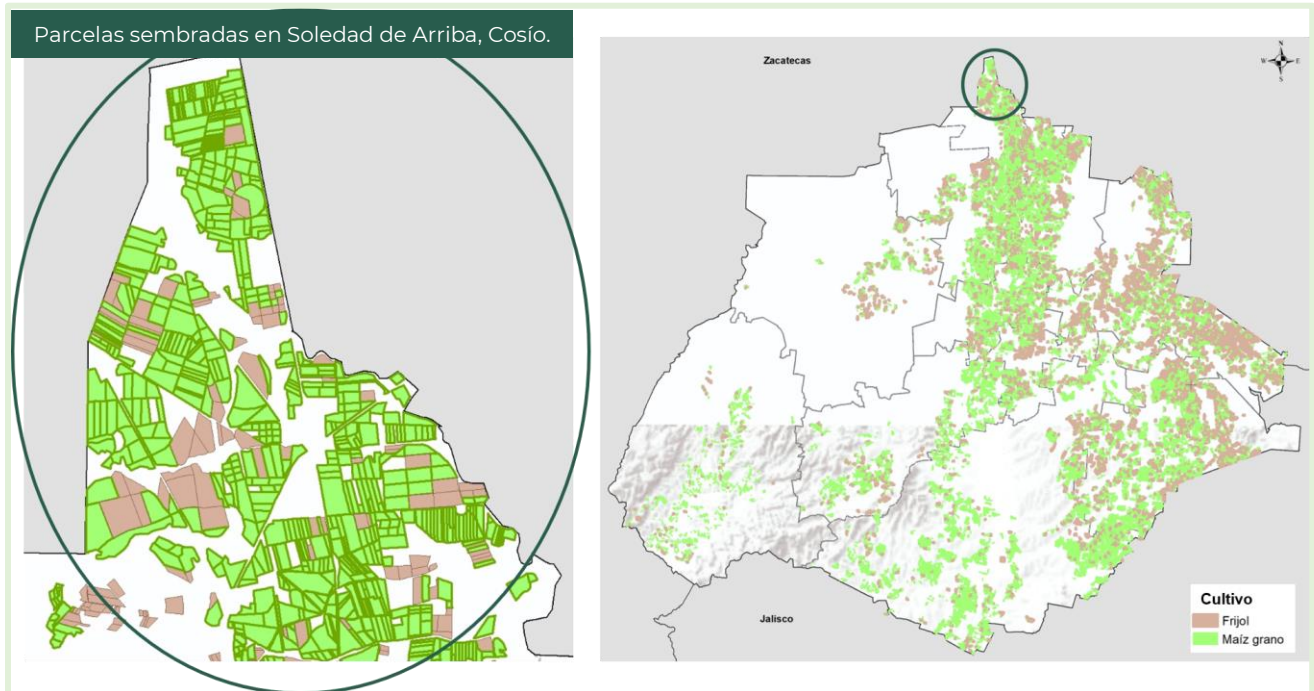 Parcelas sembradas en Soledad de Arriba, Cosío.
Zacatecas
N
W
E
S
Jalisco
Cultivo
Frijol
Maíz grano